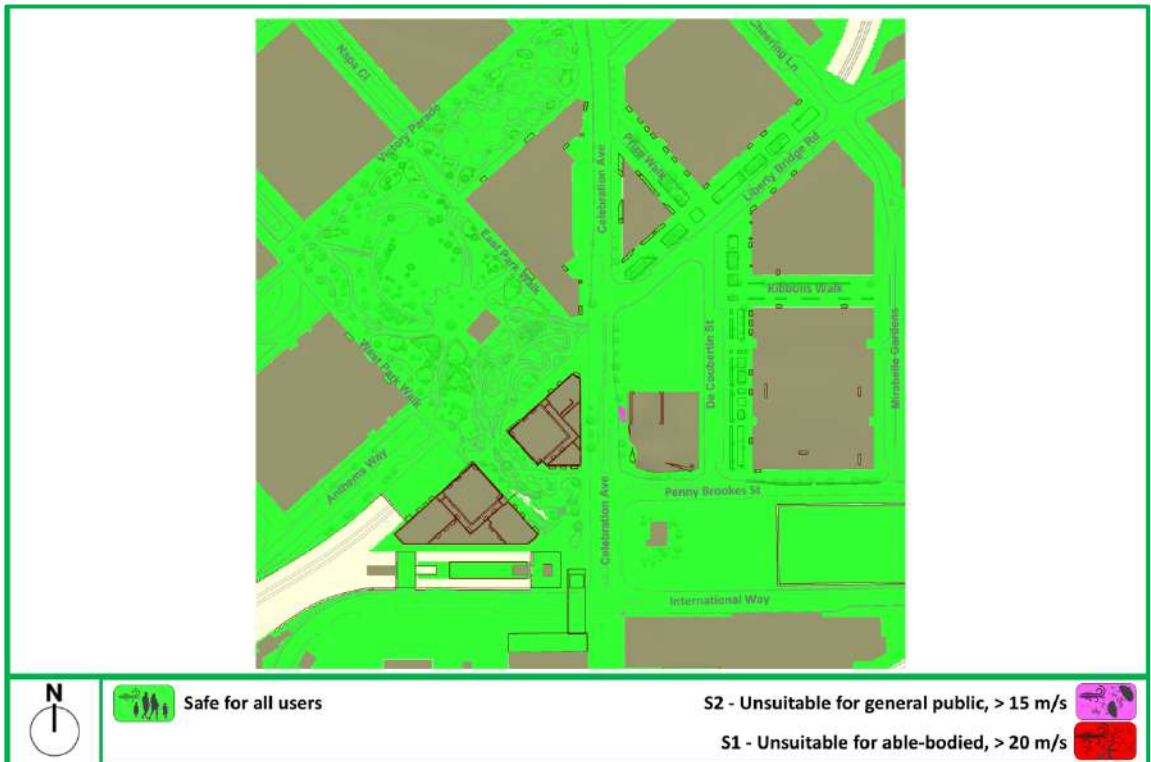 Napa Cl
Cheering Ln
Victory Parade
Prize Walk
Celebration Ave
Liberty Bridge Rd
East Park Walk
Ribbons Walk
De Coubertin St
Mirabelle Gardens
West Park Walk
Anthems Way
Celebration Ave
Penny Brookes St
International Way
N
Safe for all users
S2 - Unsuitable for general public, > 15 m/s
S1 - Unsuitable for able-bodied, > 20 m/s